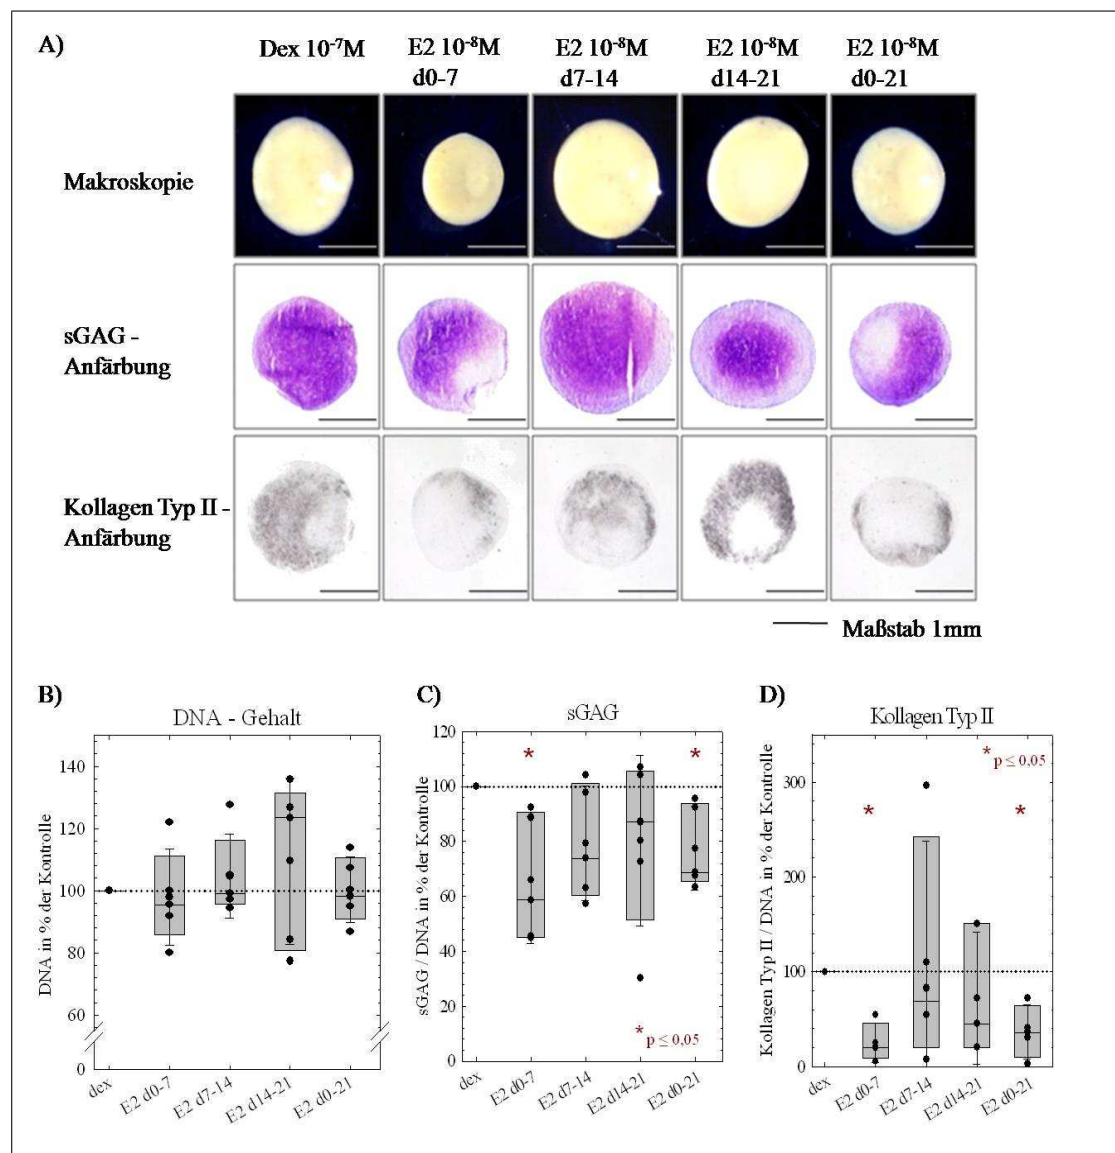 A)
Dex 10⁻⁷M
E2 10⁻⁸M
d0-7
E2 10⁻⁸M
d7-14
E2 10⁻⁸M
d14-21
E2 10⁻⁸M
d0-21
Makroskopie
sGAG -
Anfärbung
Kollagen Typ II -
Anfärbung
Maßstab 1mm
B)
DNA - Gehalt
DNA in % der Kontrolle
140
120
100
80
60
0
dex
E2 d0-7
E2 d7-14
E2 d14-21
E2 d0-21
C)
sGAG
sGAG / DNA in % der Kontrolle
120
100
80
60
40
20
0
*
*
* p ≤ 0,05
dex
E2 d0-7
E2 d7-14
E2 d14-21
E2 d0-21
D)
Kollagen Typ II
Kollagen Typ II / DNA in % der Kontrolle
300
200
100
0
* p ≤ 0,05
*
*
dex
E2 d0-7
E2 d7-14
E2 d14-21
E2 d0-21